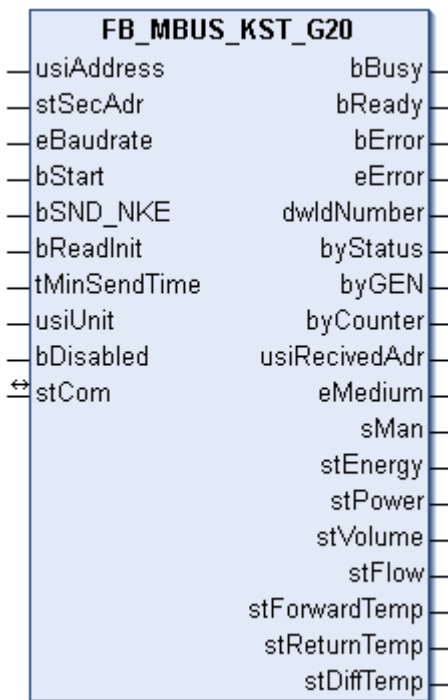 FB_MBUS_KST_G20
usiAddress bBusy
stSecAdr bReady
eBaudrate bError
bStart eError
bSND_NKE dwIdNumber
bReadInit byStatus
tMinSendTime byGEN
usiUnit byCounter
bDisabled usiRecivedAdr
stCom eMedium
sMan
stEnergy
stPower
stVolume
stFlow
stForwardTemp
stReturnTemp
stDiffTemp